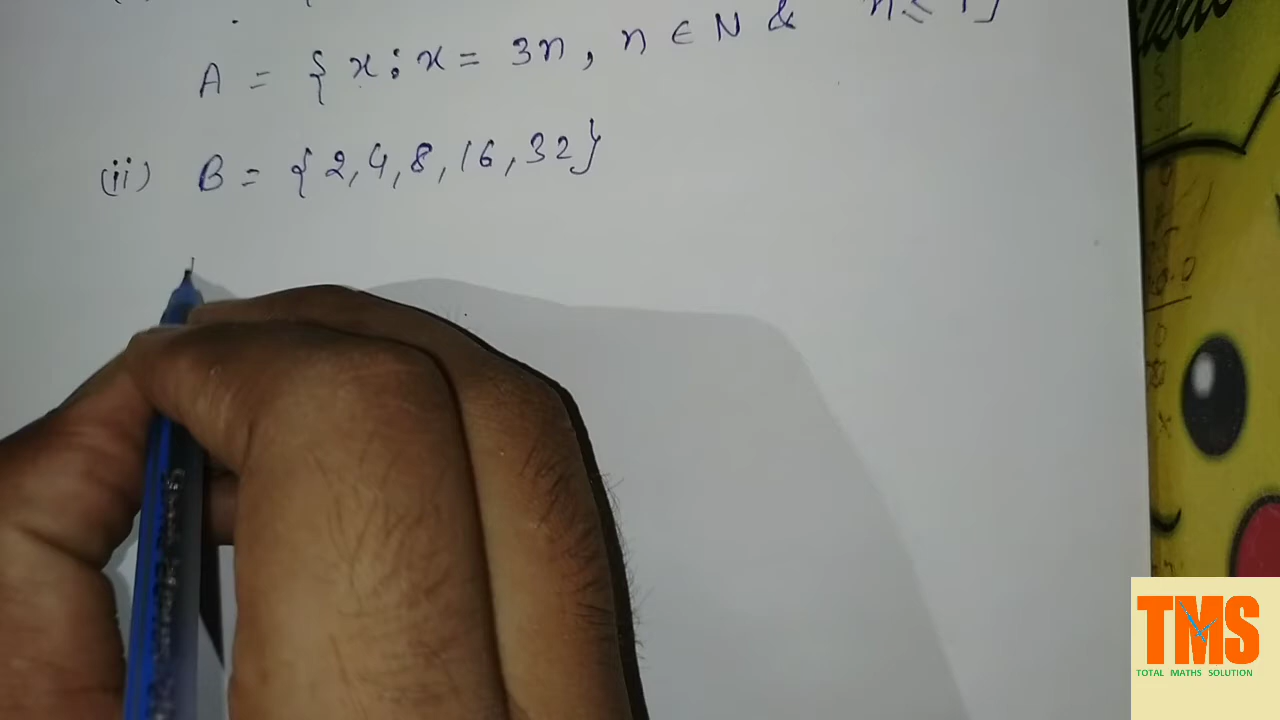 A = { x : x = 3n, n ∈ N &
(ii) B = {2, 4, 8, 16, 32}
TMS
TOTAL MATHS SOLUTION